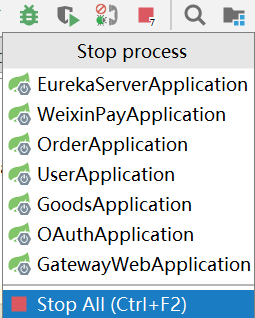 7
Stop process
EurekaServerApplication
WeixinPayApplication
OrderApplication
UserApplication
GoodsApplication
OAuthApplication
GatewayWebApplication
Stop All (Ctrl+F2)